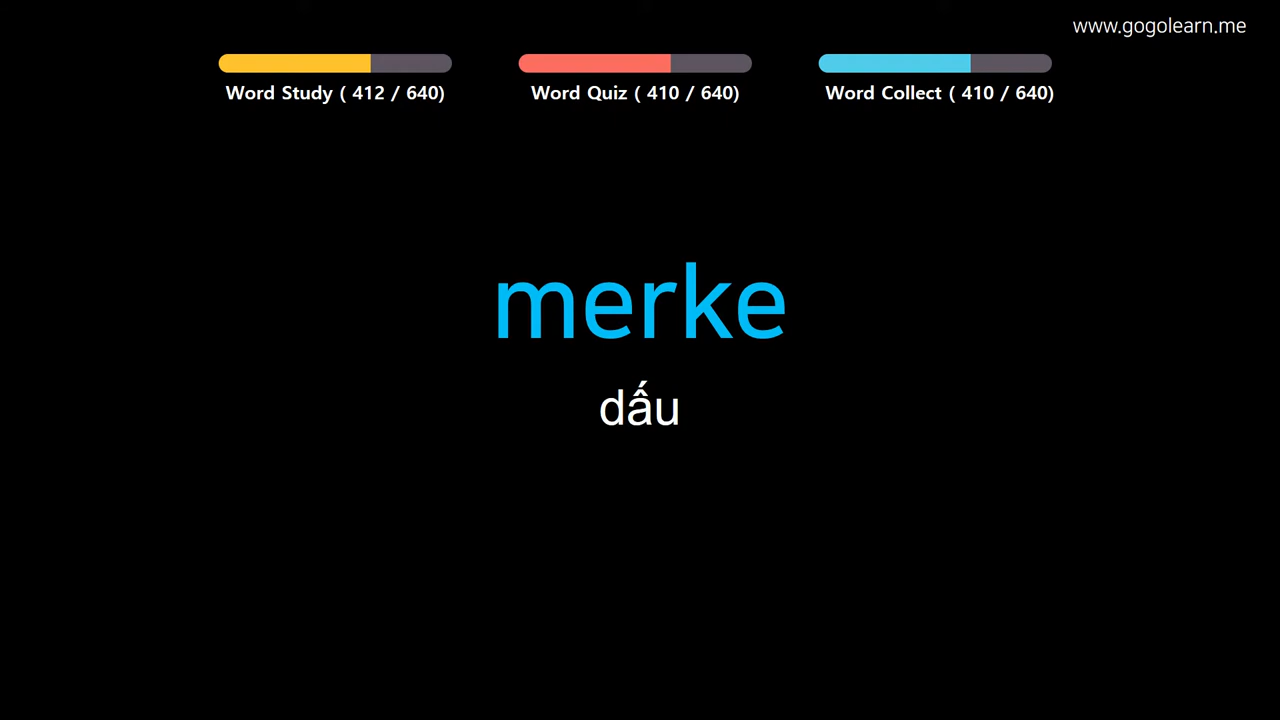 www.gogolearn.me
Word Study ( 412 / 640)
Word Quiz ( 410 / 640)
Word Collect ( 410 / 640)
merke
dấu